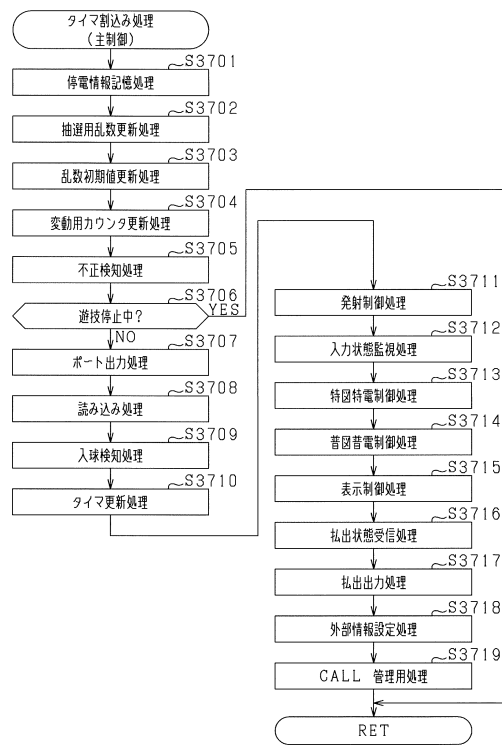 タイマ割込み処理
(主制御)
S3701
停電情報記憶処理
S3702
抽選用乱数更新処理
S3703
乱数初期値更新処理
S3704
変動用カウンタ更新処理
S3705
不正検知処理
S3706
遊技停止中?
YES
NO
S3707
ポート出力処理
S3708
読み込み処理
S3709
入球検知処理
S3710
タイマ更新処理
S3711
発射制御処理
S3712
入力状態監視処理
S3713
特図特電制御処理
S3714
普図普電制御処理
S3715
表示制御処理
S3716
払出状態受信処理
S3717
払出出力処理
S3718
外部情報設定処理
S3719
CALL 管理用処理
RET